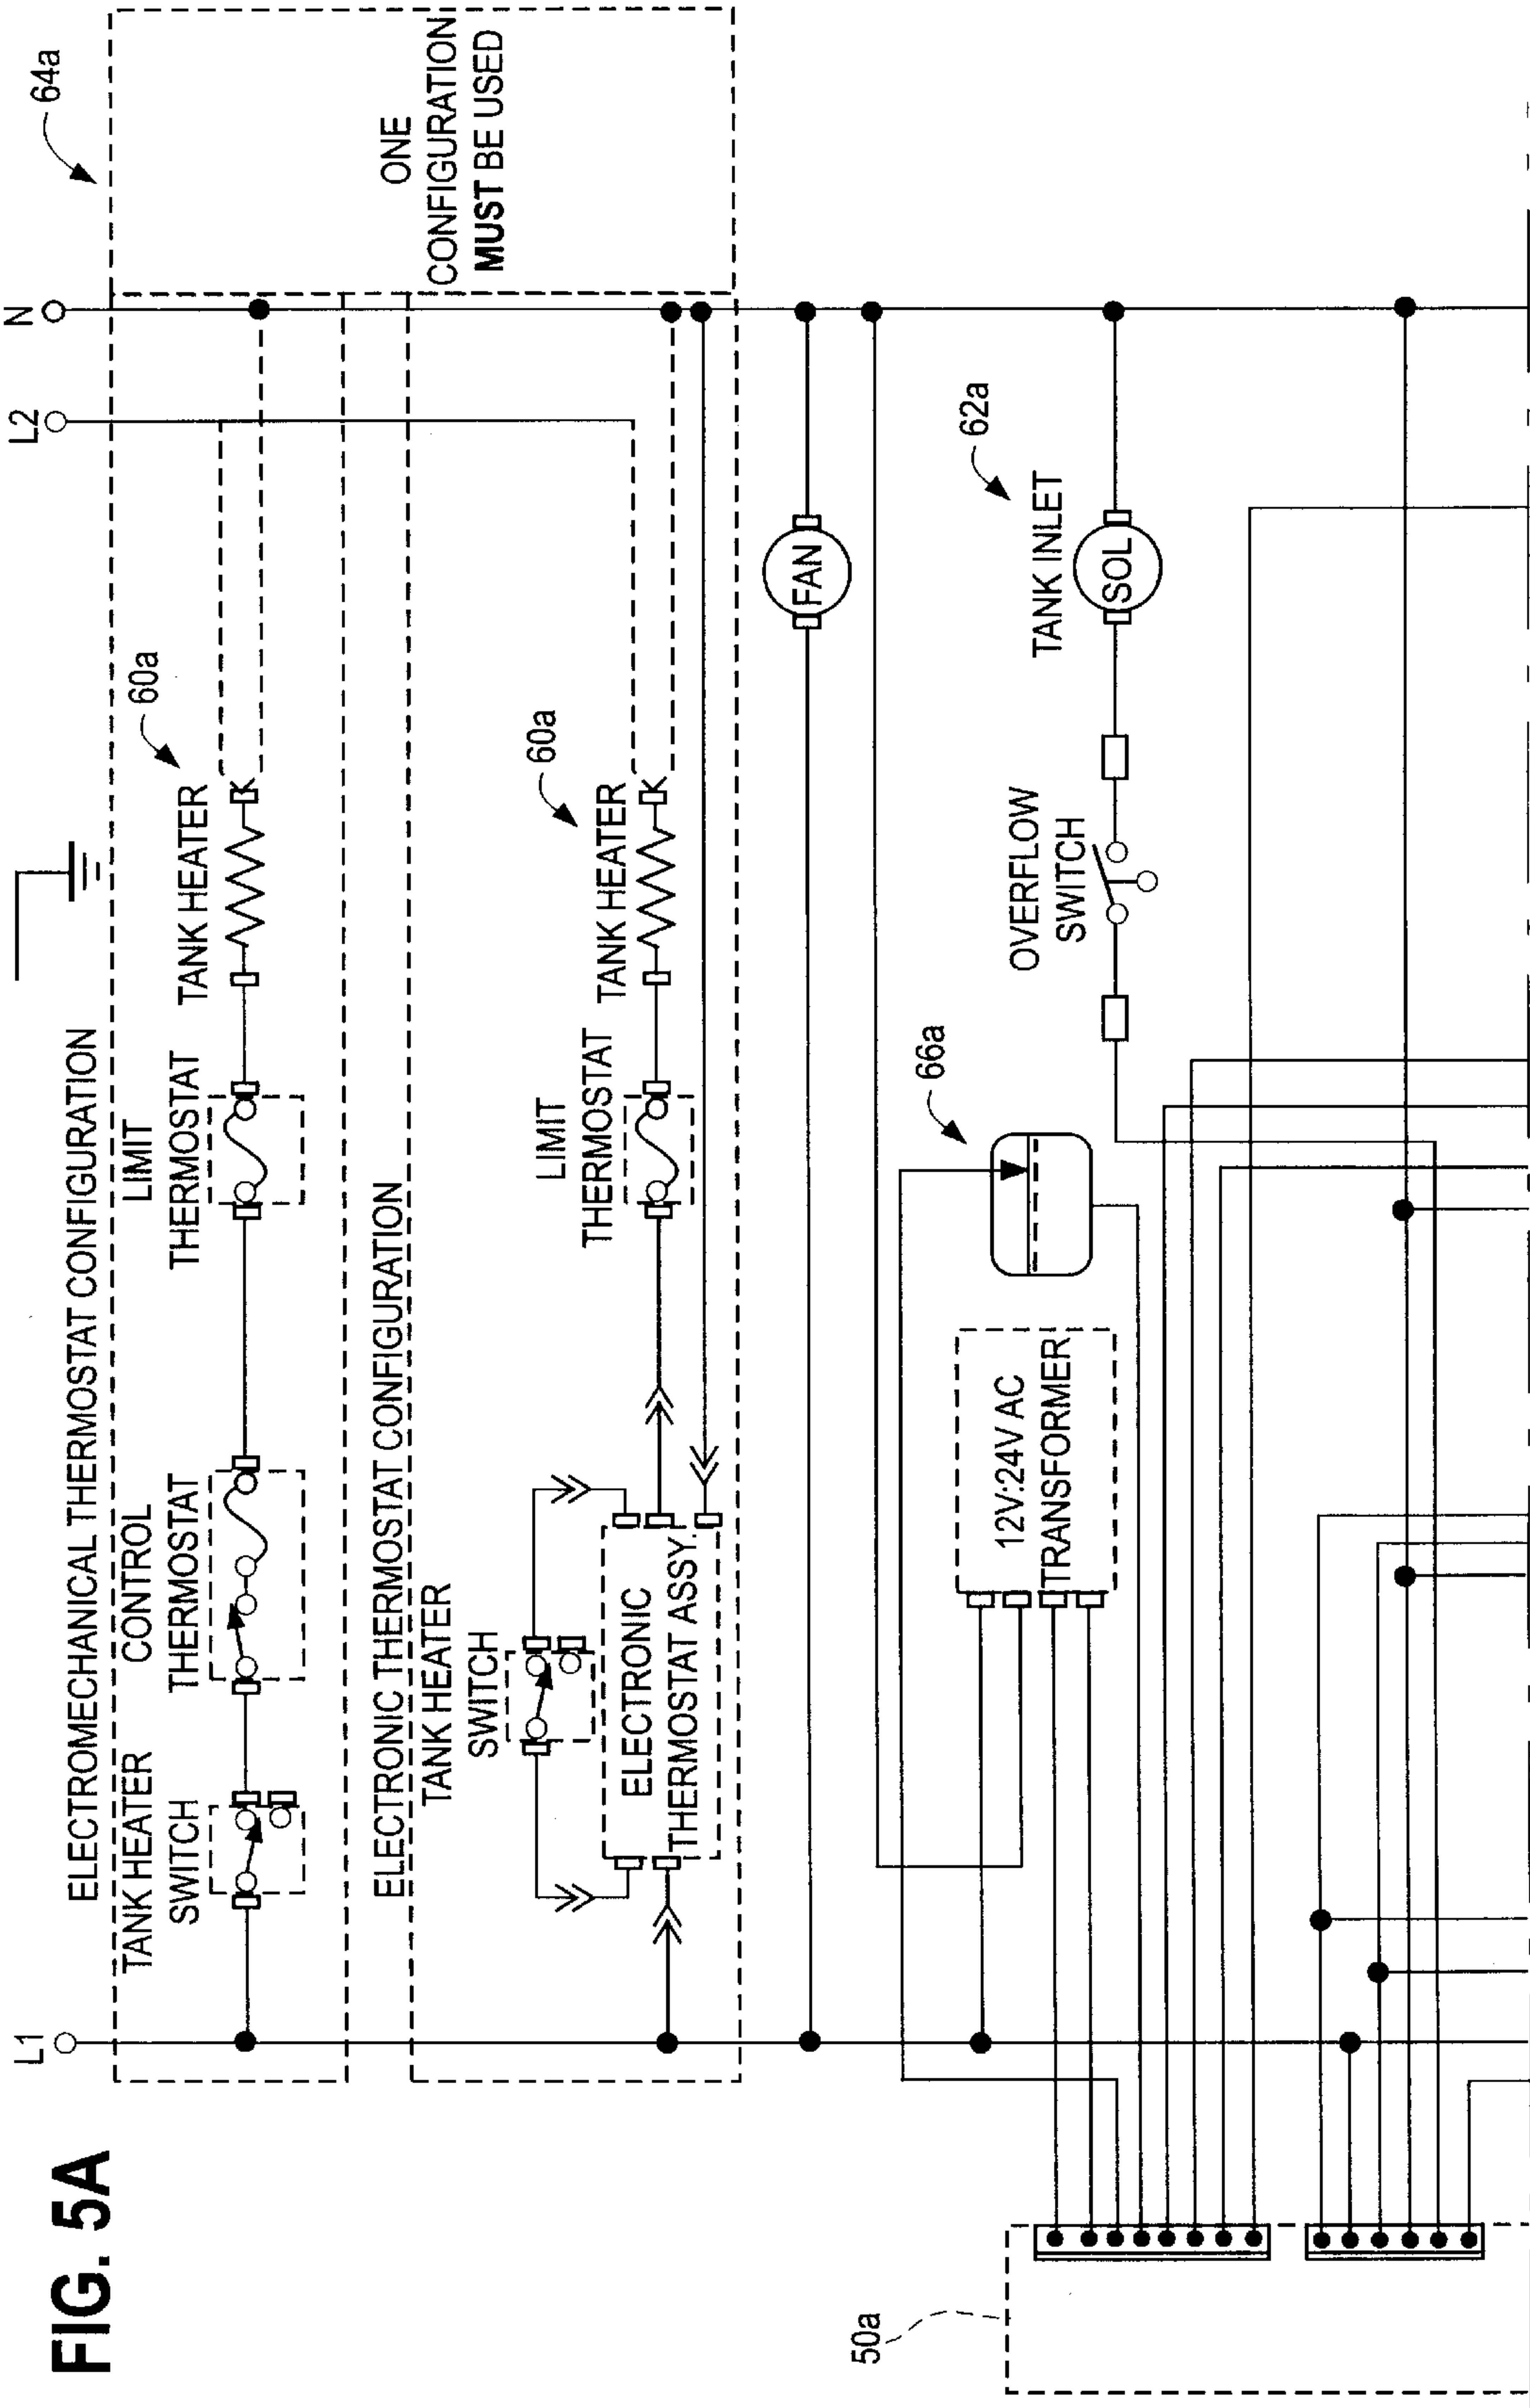 FIG. 5A
L1
L2
N
64a
ELECTROMECHANICAL THERMOSTAT CONFIGURATION
TANK HEATER
SWITCH
CONTROL
THERMOSTAT
LIMIT
THERMOSTAT
TANK HEATER
60a
ELECTRONIC THERMOSTAT CONFIGURATION
TANK HEATER
SWITCH
ELECTRONIC
THERMOSTAT ASSY.
LIMIT
THERMOSTAT
TANK HEATER
60a
ONE
CONFIGURATION
MUST BE USED
FAN
12V:24V AC
TRANSFORMER
66a
OVERFLOW
SWITCH
TANK INLET
62a
SOL
50a